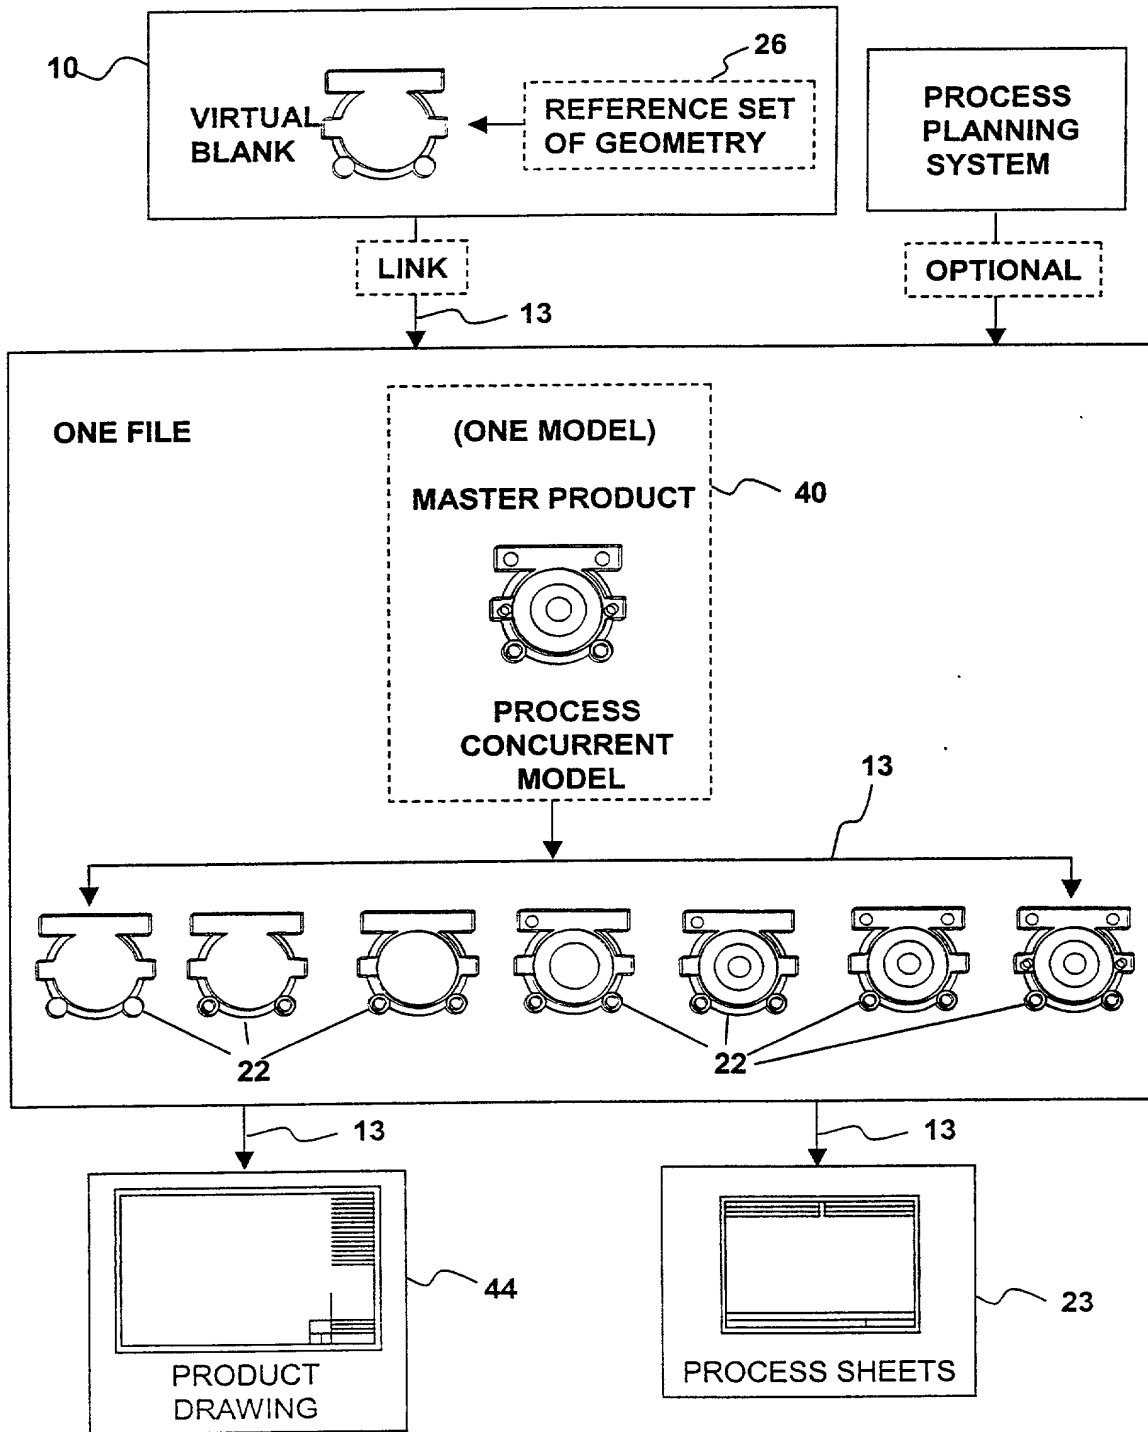 10
VIRTUAL
BLANK
26
REFERENCE SET
OF GEOMETRY
PROCESS
PLANNING
SYSTEM
LINK
13
OPTIONAL
ONE FILE
(ONE MODEL)
MASTER PRODUCT
40
PROCESS
CONCURRENT
MODEL
13
22
22
13
13
PRODUCT
DRAWING
44
PROCESS SHEETS
23